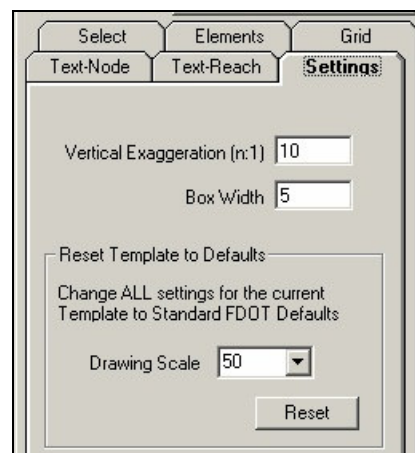 Select Elements Grid
Text-Node Text-Reach Settings
Vertical Exaggeration (n:1) 10
Box Width 5
Reset Template to Defaults
Change ALL settings for the current
Template to Standard FDOT Defaults
Drawing Scale 50
Reset